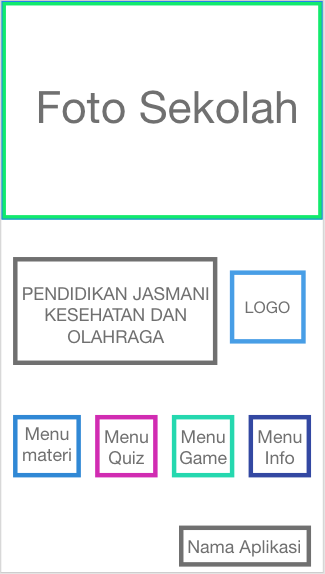 Foto Sekolah
PENDIDIKAN JASMANI
KESEHATAN DAN
OLAHRAGA
LOGO
Menu
materi
Menu
Quiz
Menu
Game
Menu
Info
Nama Aplikasi